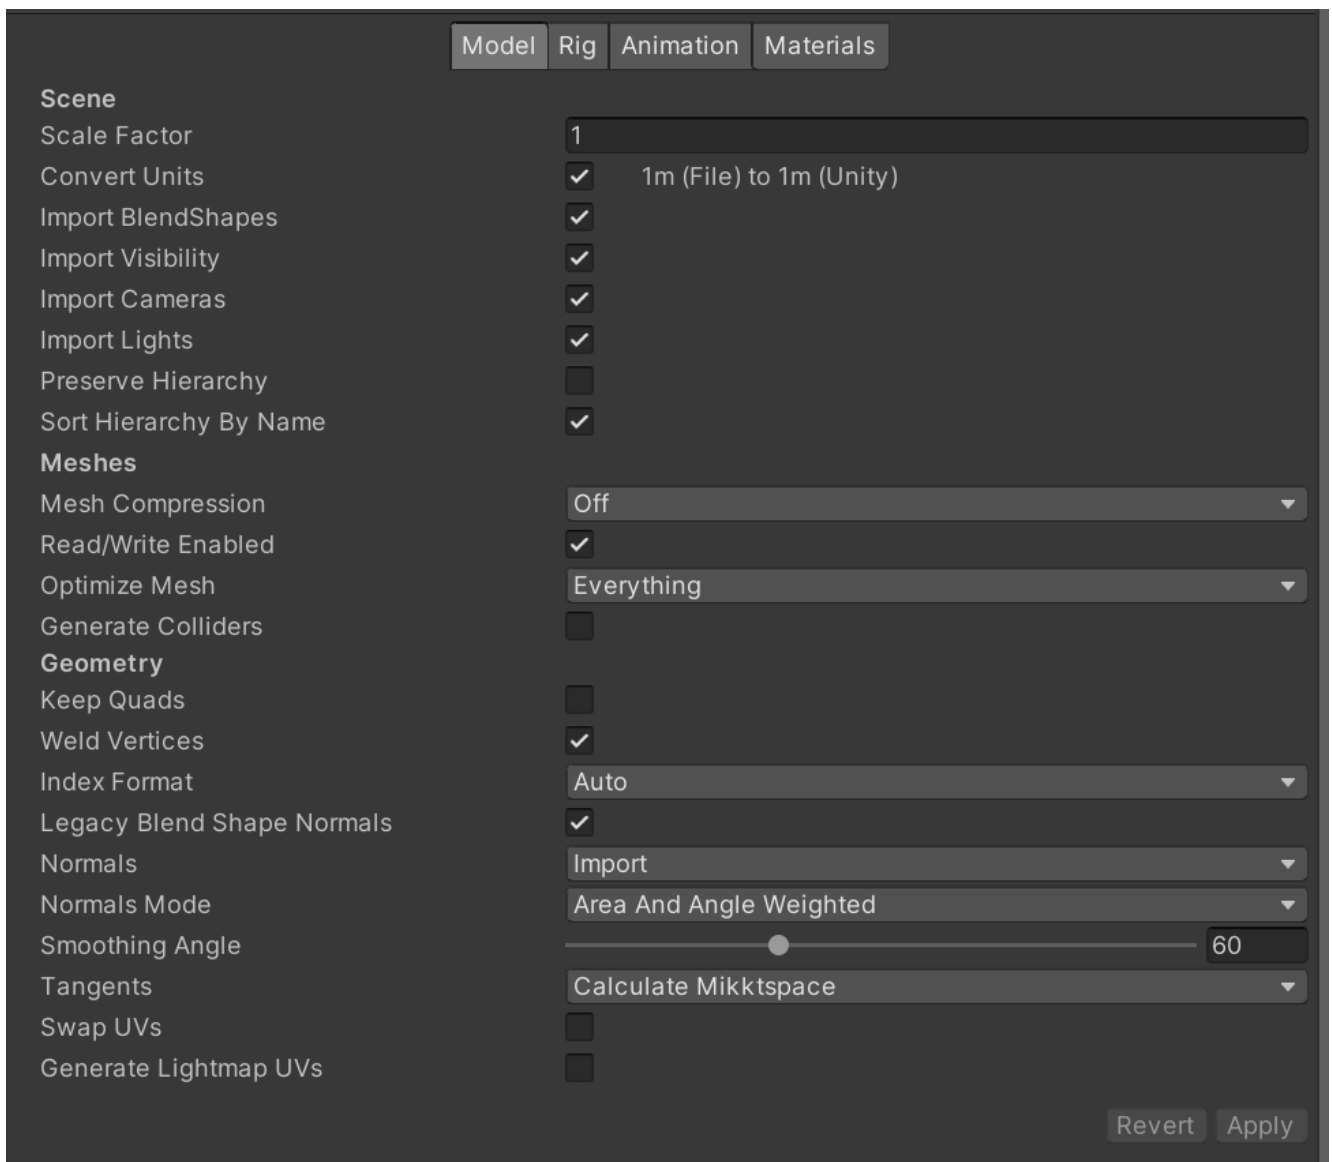 Model Rig Animation Materials
Scene
Scale Factor 1
Convert Units 1m (File) to 1m (Unity)
Import BlendShapes
Import Visibility
Import Cameras
Import Lights
Preserve Hierarchy
Sort Hierarchy By Name
Meshes
Mesh Compression Off
Read/Write Enabled
Optimize Mesh Everything
Generate Colliders
Geometry
Keep Quads
Weld Vertices
Index Format Auto
Legacy Blend Shape Normals
Normals Import
Normals Mode Area And Angle Weighted
Smoothing Angle 60
Tangents Calculate Mikktspace
Swap UVs
Generate Lightmap UVs
Revert Apply